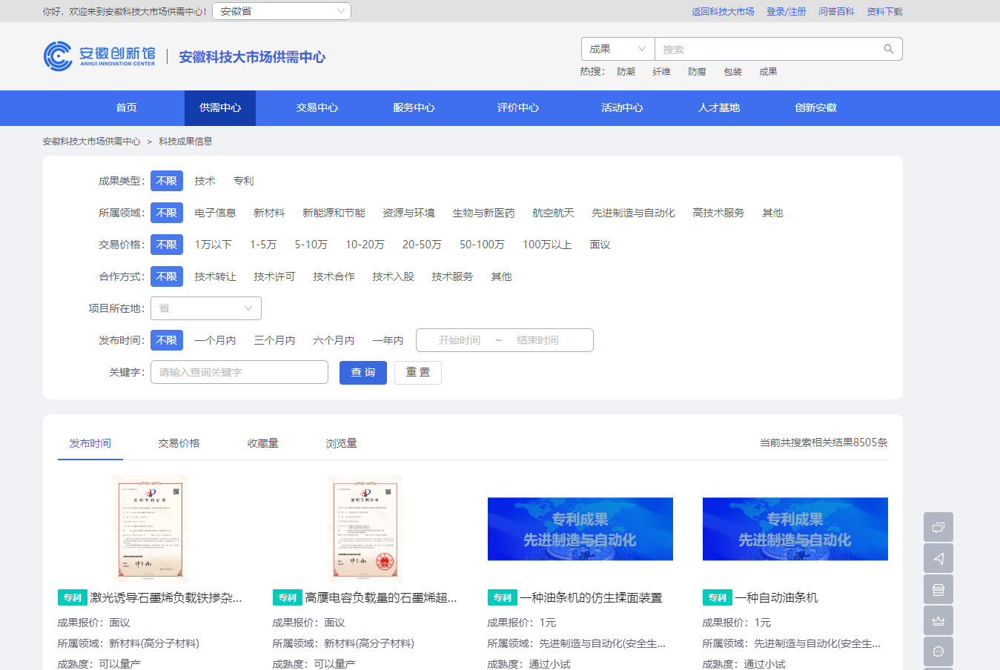 你好，欢迎来到安徽科技大市场供需中心！ 安徽省 返回科技大市场 登录/注册 问答百科 资料下载
安徽创新馆 ANHUI INNOVATION CENTER 安徽科技大市场供需中心 成果 搜索
热搜： 防潮 纤维 防腐 包装 成果
首页 供需中心 交易中心 服务中心 评价中心 活动中心 人才基地 创新安徽
安徽科技大市场供需中心 > 科技成果信息
成果类型： 不限 技术 专利
所属领域： 不限 电子信息 新材料 新能源和节能 资源与环境 生物与新医药 航空航天 先进制造与自动化 高技术服务 其他
交易价格： 不限 1万以下 1-5万 5-10万 10-20万 20-50万 50-100万 100万以上 面议
合作方式： 不限 技术转让 技术许可 技术合作 技术入股 技术服务 其他
项目所在地： 省
发布时间： 不限 一个月内 三个月内 六个月内 一年内 开始时间 ~ 结束时间
关键字： 请输入查询关键字 查 询 重 置
发布时间 交易价格 收藏量 浏览量 当前共搜索相关结果8505条
发明专利证书 发明专利证书 专利成果 专利成果
先进制造与自动化 先进制造与自动化
专利 激光诱导石墨烯负载铁掺杂... 专利 高赝电容负载量的石墨烯超... 专利 一种油条机的仿生揉面装置 专利 一种自动油条机
成果报价：面议 成果报价：面议 成果报价：1元 成果报价：1元
所属领域：新材料(高分子材料) 所属领域：新材料(高分子材料) 所属领域：先进制造与自动化(安全生... 所属领域：先进制造与自动化(安全生...
成熟度：可以量产 成熟度：可以量产 成熟度：通过小试 成熟度：通过小试